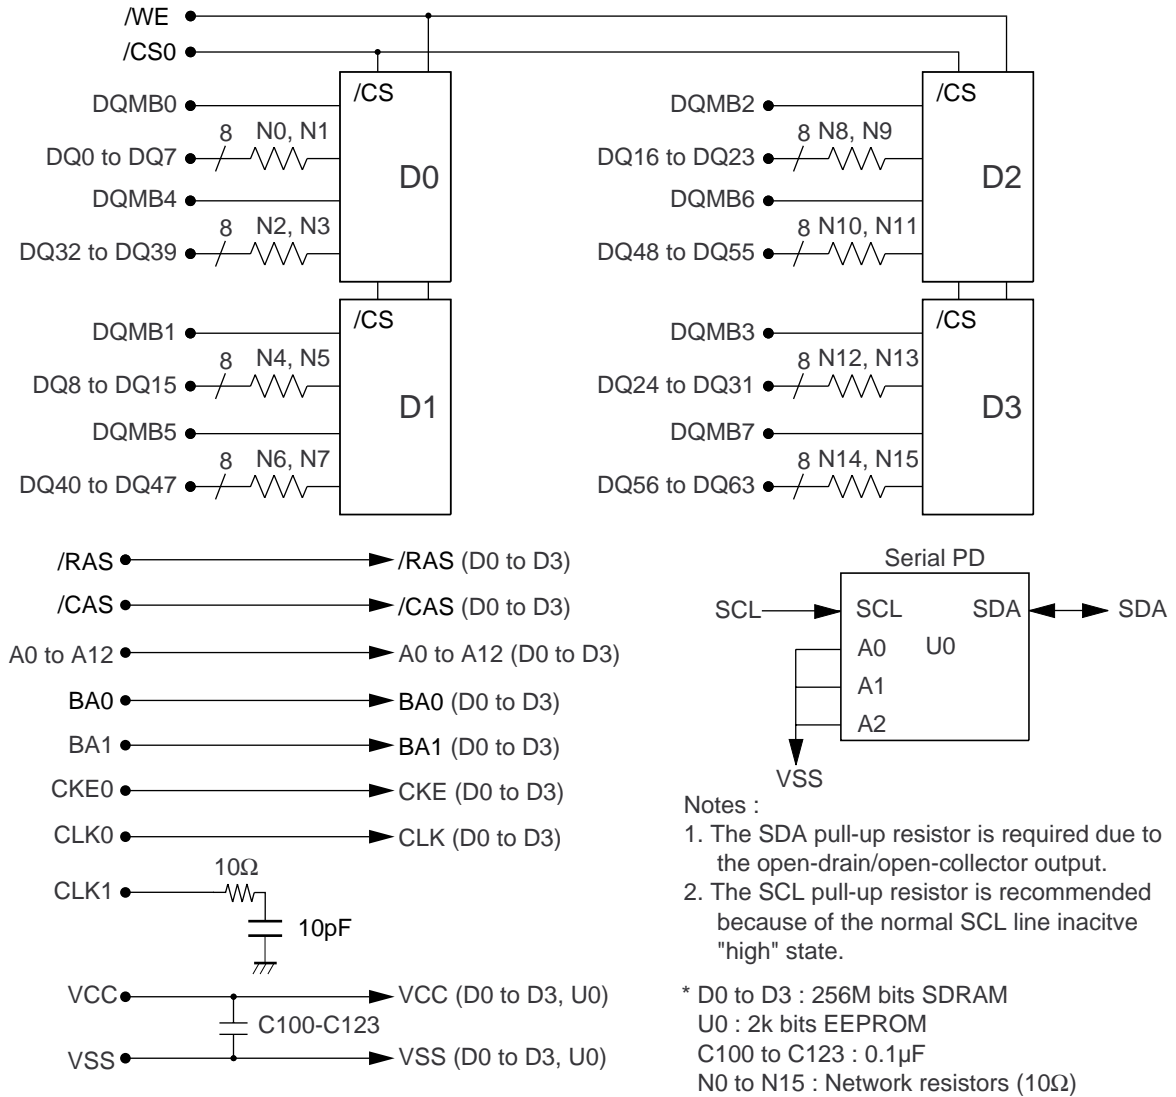 /WE
/CS0
/CS
/CS
DQMB0
DQMB2
8 N0, N1
8 N8, N9
DQ0 to DQ7
DQ16 to DQ23
D0
D2
DQMB4
DQMB6
8 N2, N3
8 N10, N11
DQ32 to DQ39
DQ48 to DQ55
/CS
/CS
DQMB1
DQMB3
8 N4, N5
8 N12, N13
DQ8 to DQ15
DQ24 to DQ31
D1
D3
DQMB5
DQMB7
8 N6, N7
8 N14, N15
DQ40 to DQ47
DQ56 to DQ63
/RAS /RAS (D0 to D3)
/CAS /CAS (D0 to D3)
A0 to A12 A0 to A12 (D0 to D3)
BA0 BA0 (D0 to D3)
BA1 BA1 (D0 to D3)
CKE0 CKE (D0 to D3)
CLK0 CLK (D0 to D3)
10Ω
CLK1
10pF
VCC VCC (D0 to D3, U0)
C100-C123
VSS VSS (D0 to D3, U0)
Serial PD
SCL SCL SDA SDA
A0 U0
A1
A2
VSS
Notes :
1. The SDA pull-up resistor is required due to
the open-drain/open-collector output.
2. The SCL pull-up resistor is recommended
because of the normal SCL line inacitve
"high" state.
* D0 to D3 : 256M bits SDRAM
U0 : 2k bits EEPROM
C100 to C123 : 0.1µF
N0 to N15 : Network resistors (10Ω)